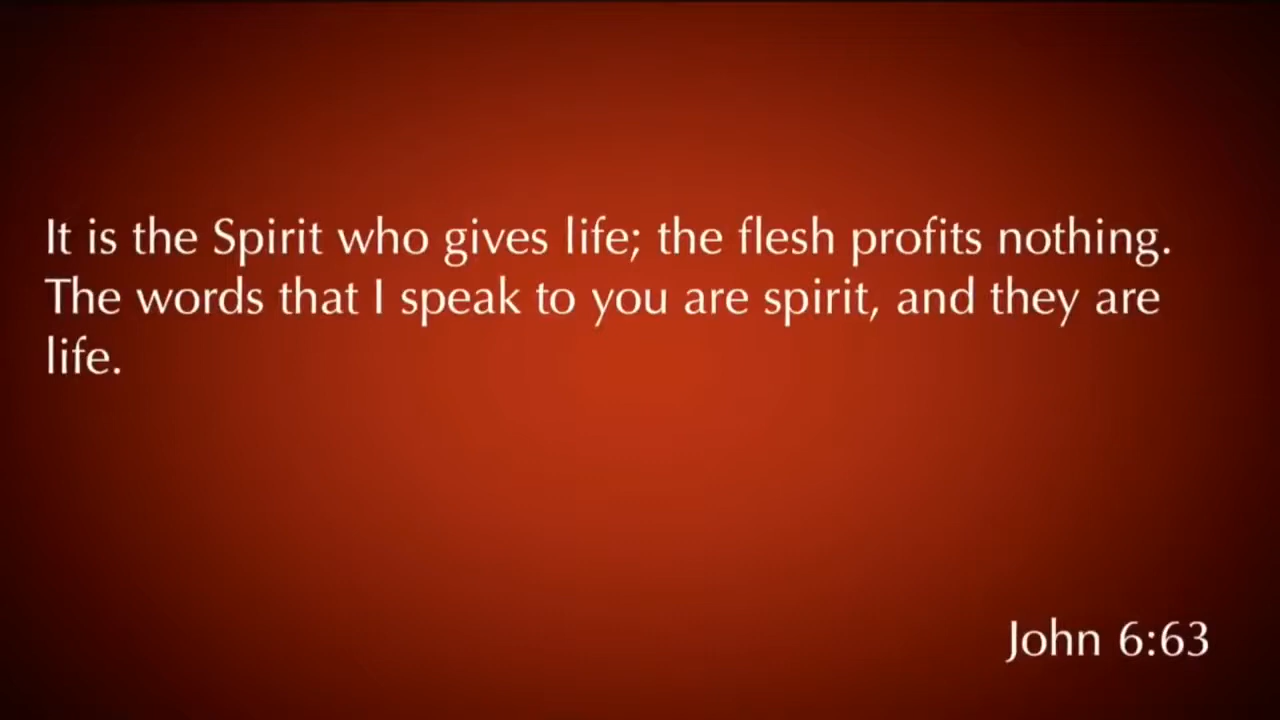 It is the Spirit who gives life; the flesh profits nothing.
The words that I speak to you are spirit, and they are
life.
John 6:63